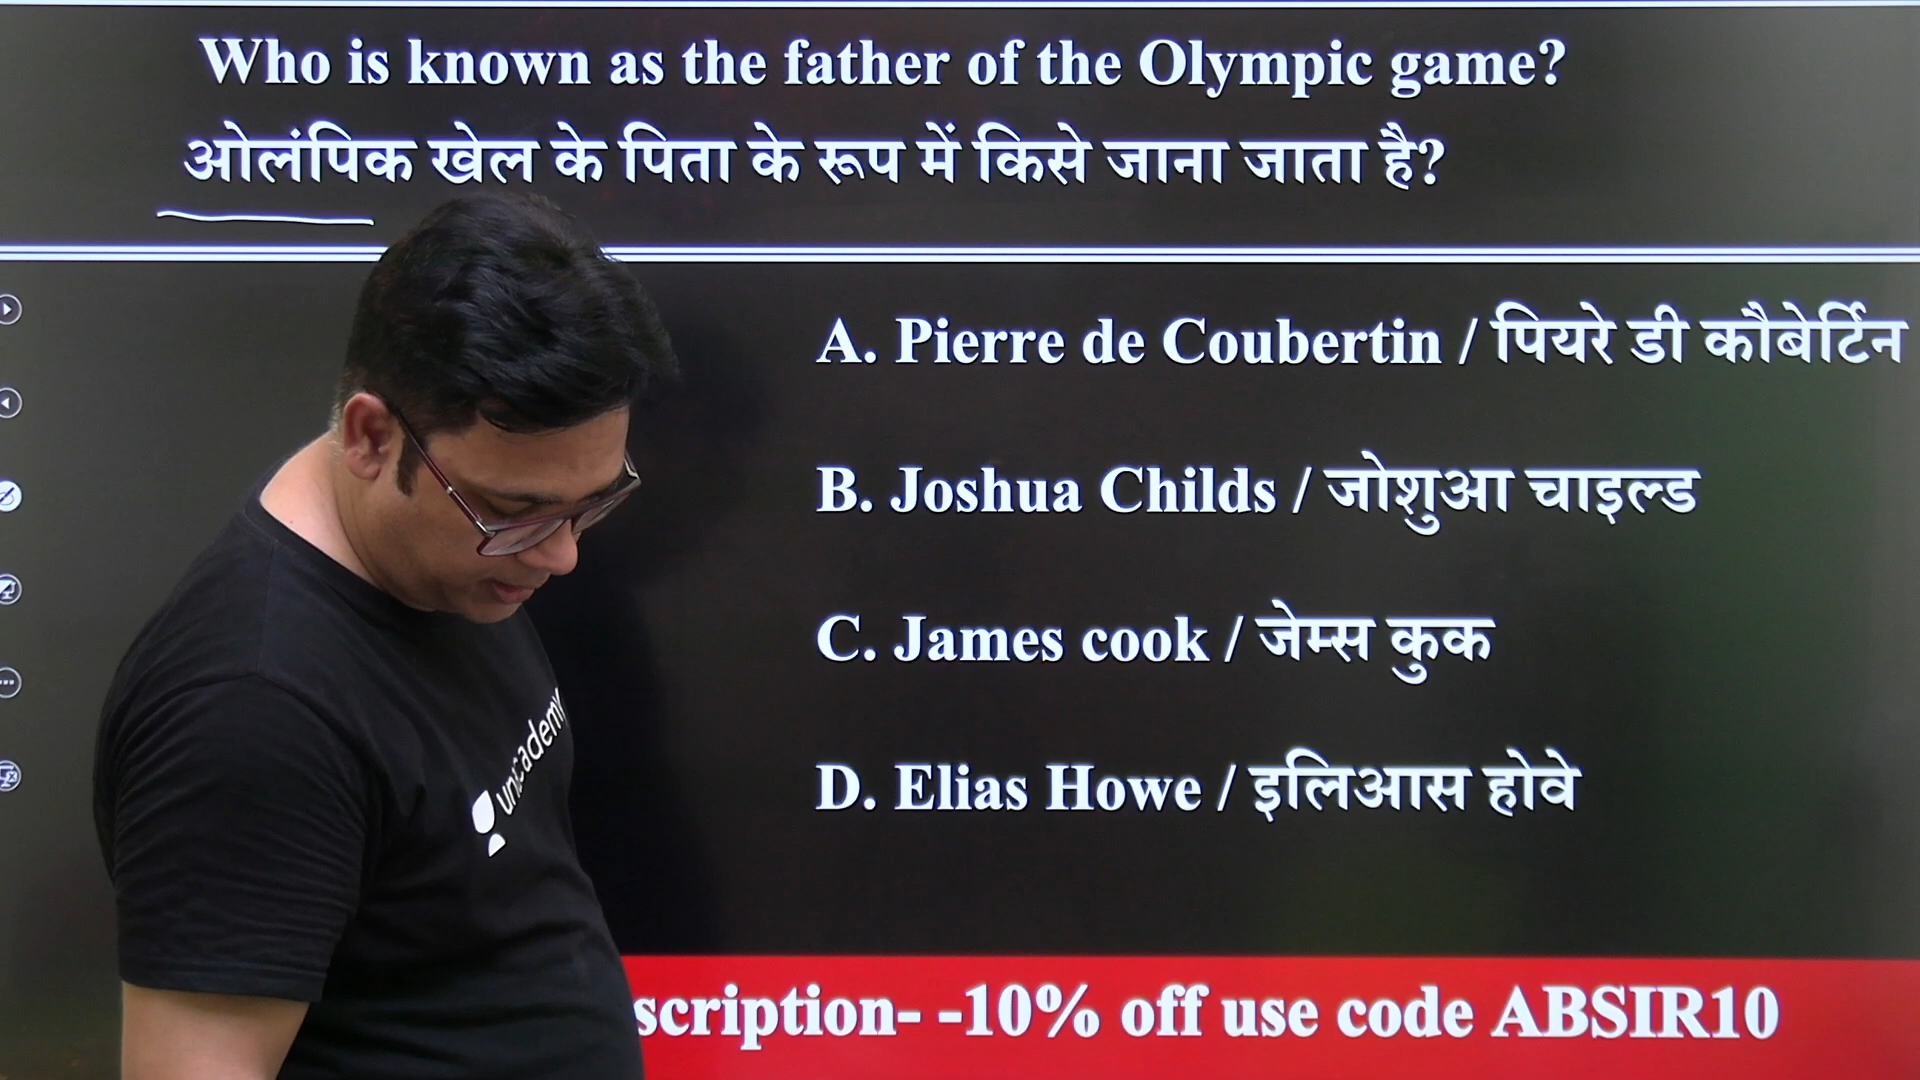 Who is known as the father of the Olympic game?
ओलंपिक खेल के पिता के रूप में किसे जाना जाता है?
A. Pierre de Coubertin / पियरे डी कौबेर्टिन
B. Joshua Childs / जोशुआ चाइल्ड
C. James cook / जेम्स कुक
D. Elias Howe / इलिआस होवे
unacademy
scription- -10% off use code ABSIR10